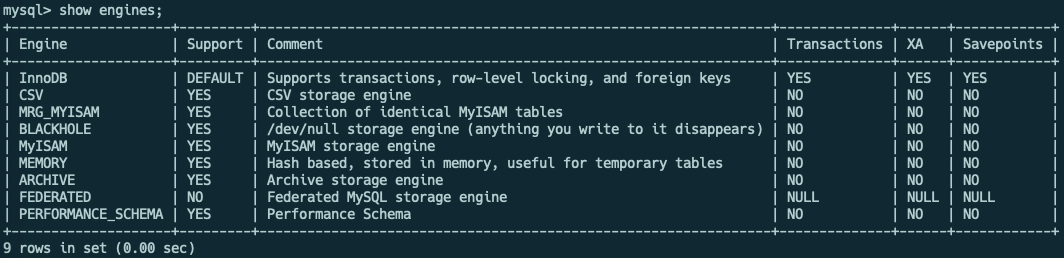 mysql> show engines;
+--------------------+---------+----------------------------------------------------------------+--------------+------+------------+
| Engine             | Support | Comment                                                        | Transactions | XA   | Savepoints |
+--------------------+---------+----------------------------------------------------------------+--------------+------+------------+
| InnoDB             | DEFAULT | Supports transactions, row-level locking, and foreign keys     | YES          | YES  | YES        |
| CSV                | YES     | CSV storage engine                                             | NO           | NO   | NO         |
| MRG_MYISAM         | YES     | Collection of identical MyISAM tables                          | NO           | NO   | NO         |
| BLACKHOLE          | YES     | /dev/null storage engine (anything you write to it disappears) | NO           | NO   | NO         |
| MyISAM             | YES     | MyISAM storage engine                                          | NO           | NO   | NO         |
| MEMORY             | YES     | Hash based, stored in memory, useful for temporary tables      | NO           | NO   | NO         |
| ARCHIVE            | YES     | Archive storage engine                                         | NO           | NO   | NO         |
| FEDERATED          | NO      | Federated MySQL storage engine                                 | NULL         | NULL | NULL       |
| PERFORMANCE_SCHEMA | YES     | Performance Schema                                             | NO           | NO   | NO         |
+--------------------+---------+----------------------------------------------------------------+--------------+------+------------+
9 rows in set (0.00 sec)